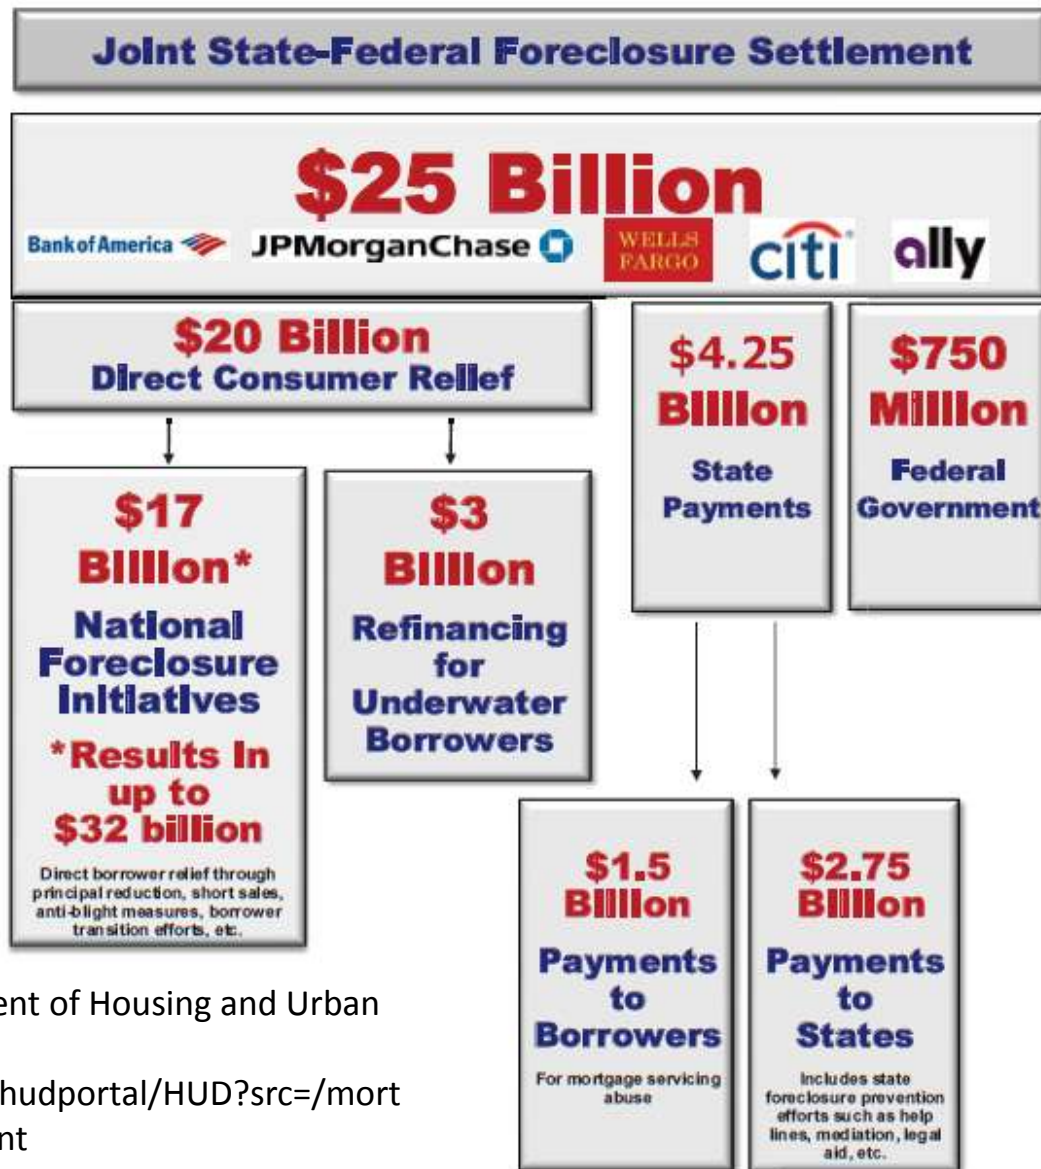 Joint State-Federal Foreclosure Settlement
$25 Billion
Bank of America JPMorganChase WELLS FARGO citi ally
$20 Billion
Direct Consumer Relief
$4.25
Billion
State
Payments
$750
Million
Federal
Government
$17
Billion*
National
Foreclosure
Initiatives
*Results In
up to
$32 billion
Direct borrower relief through
principal reduction, short sales,
anti-blight measures, borrower
transition efforts, etc.
$3
Billion
Refinancing
for
Underwater
Borrowers
$1.5
Billion
Payments
to
Borrowers
For mortgage servicing
abuse
$2.75
Billion
Payments
to
States
Includes state
foreclosure prevention
efforts such as help
lines, mediation, legal
aid, etc.
ent of Housing and Urban
hudportal/HUD?src=/mort
nt